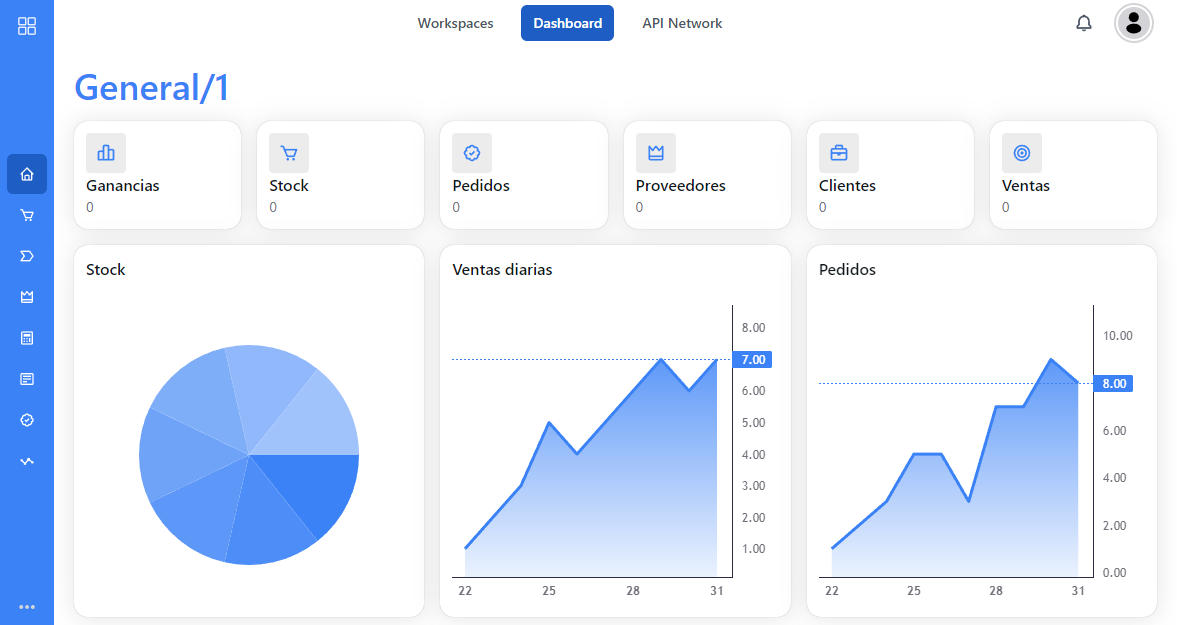 Workspaces Dashboard API Network
General/1
Ganancias
0
Stock
0
Pedidos
0
Proveedores
0
Clientes
0
Ventas
0
Stock
Ventas diarias
8.00
7.00
6.00
5.00
4.00
3.00
2.00
1.00
22 25 28 31
Pedidos
10.00
8.00
6.00
4.00
2.00
0.00
22 25 28 31